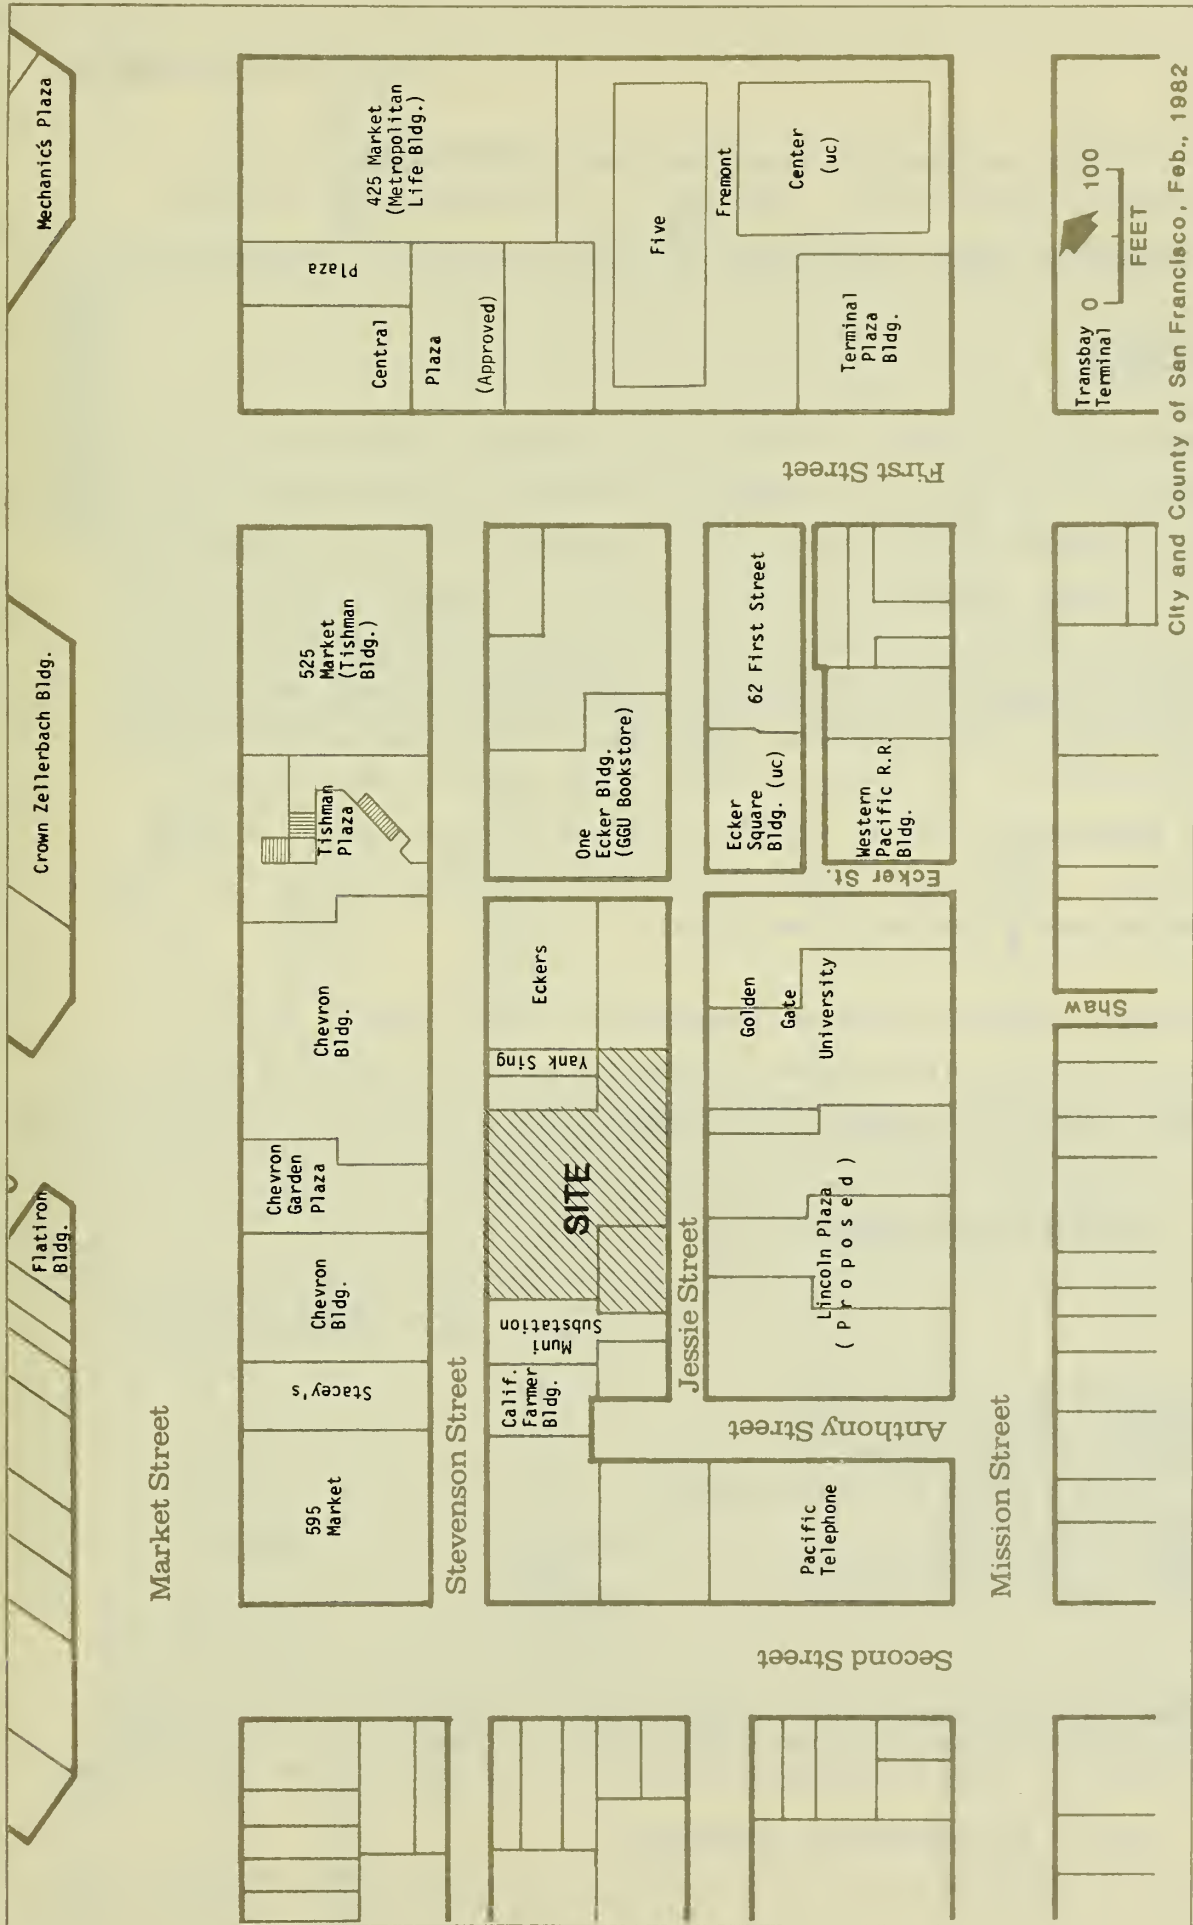 Mechanic's Plaza
Crown Zellerbach Bldg.
Flatiron
Bldg.
Market Street
595
Market
Stacey's
Chevron
Bldg.
Chevron
Garden
Plaza
Chevron
Bldg.
Tishman
Plaza
525
Market
(Tishman
Bldg.)
Central
Plaza
Plaza
(Approved)
425 Market
(Metropolitan
Life Bldg.)
Five
Fremont
Center
(uc)
Terminal
Plaza
Bldg.
Stevenson Street
Calif.
Farmer
Bldg.
Muni
Substation
SITE
Yank Sing
Eckers
One
Ecker Bldg.
(GGU Bookstore)
First Street
Jessie Street
Anthony Street
Pacific
Telephone
Lincoln Plaza
(Proposed)
Golden
Gate
University
Ecker St.
Ecker
Square
Bldg. (uc)
62 First Street
Western
Pacific R.R.
Bldg.
Second Street
Mission Street
Shaw
Transbay
Terminal
0 100
FEET
City and County of San Francisco, Feb., 1982